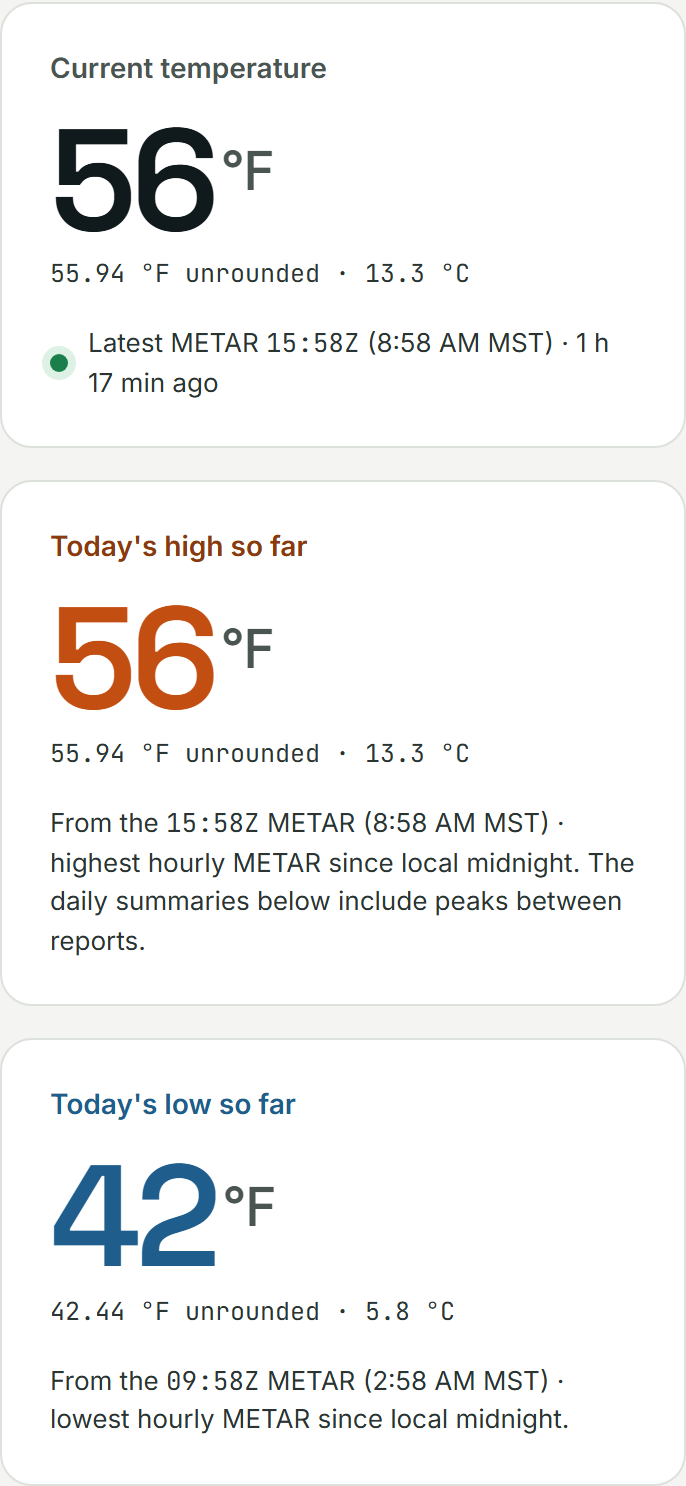 Current temperature
56 °F
55.94 °F unrounded · 13.3 °C
Latest METAR 15:58Z (8:58 AM MST) · 1 h
17 min ago
Today's high so far
56 °F
55.94 °F unrounded · 13.3 °C
From the 15:58Z METAR (8:58 AM MST) ·
highest hourly METAR since local midnight. The
daily summaries below include peaks between
reports.
Today's low so far
42 °F
42.44 °F unrounded · 5.8 °C
From the 09:58Z METAR (2:58 AM MST) ·
lowest hourly METAR since local midnight.